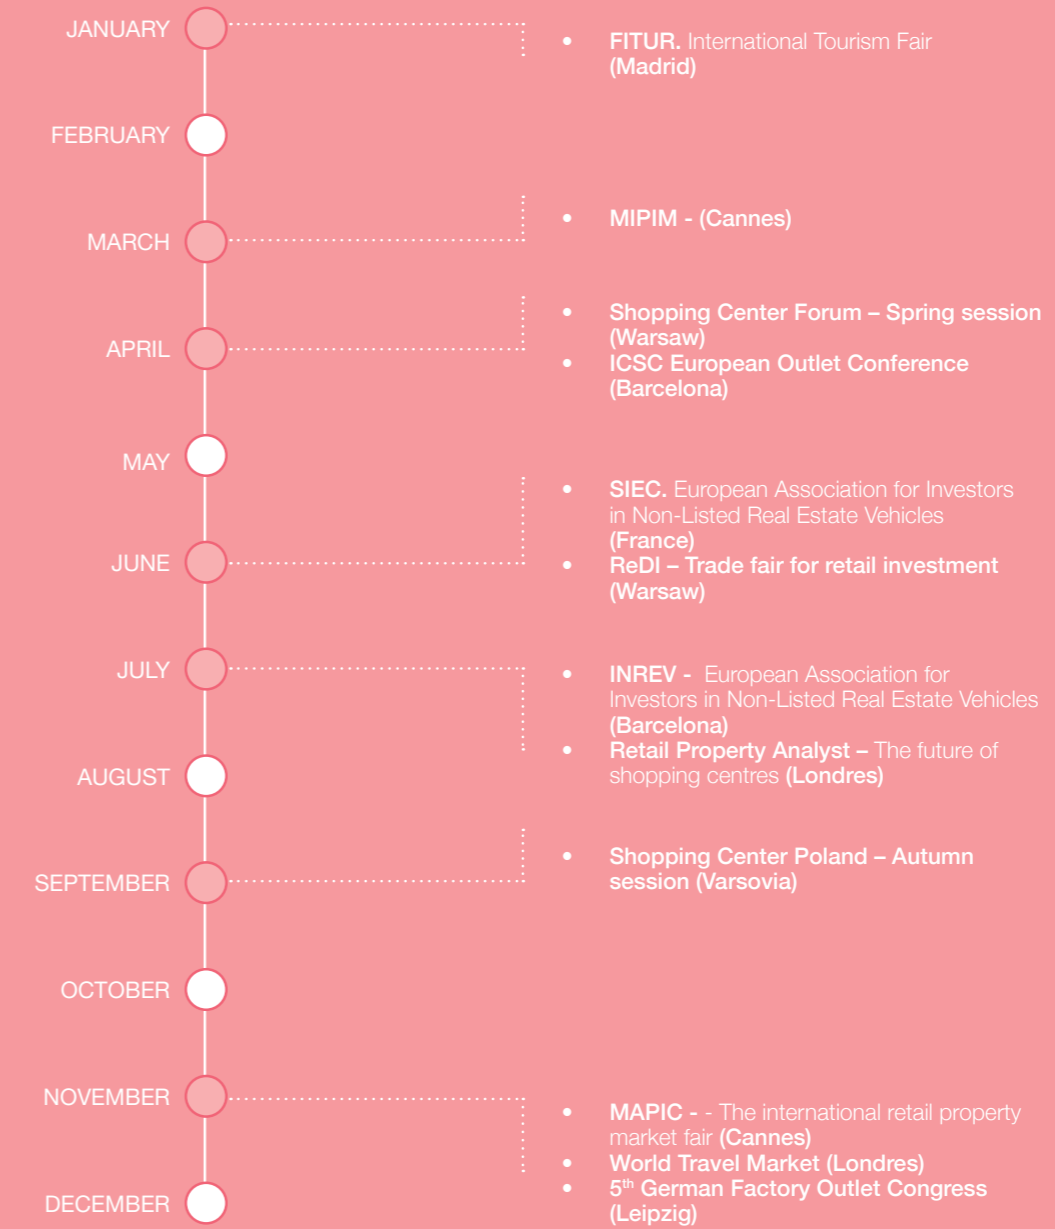 JANUARY
• FITUR. International Tourism Fair
(Madrid)
FEBRUARY
MARCH
• MIPIM - (Cannes)
APRIL
• Shopping Center Forum – Spring session
(Warsaw)
• ICSC European Outlet Conference
(Barcelona)
MAY
JUNE
• SIEC. European Association for Investors
in Non-Listed Real Estate Vehicles
(France)
• ReDI – Trade fair for retail investment
(Warsaw)
JULY
• INREV - European Association for
Investors in Non-Listed Real Estate Vehicles
(Barcelona)
• Retail Property Analyst – The future of
shopping centres (Londres)
AUGUST
SEPTEMBER
• Shopping Center Poland – Autumn
session (Varsovia)
OCTOBER
NOVEMBER
• MAPIC - - The international retail property
market fair (Cannes)
• World Travel Market (Londres)
• 5th German Factory Outlet Congress
(Leipzig)
DECEMBER